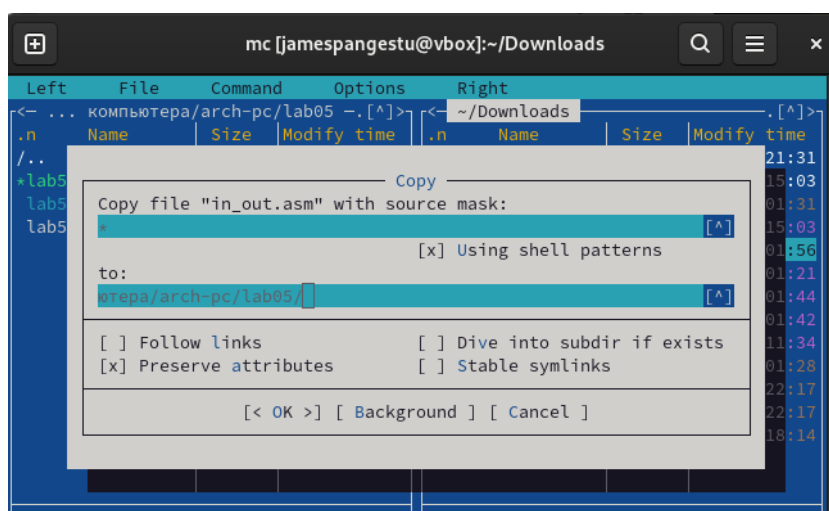 mc [jamespangestu@vbox]:~/Downloads
Left File Command Options Right
<— ... компьютера/arch-pc/lab05 —.[^]> <— ~/Downloads .[^]>
.n Name Size Modify time .n Name Size Modify time
/.. 21:31
*lab5 15:03
lab5 01:31
lab5 15:03
01:56
01:21
01:44
01:42
11:34
01:28
22:17
22:17
18:14
Copy
Copy file "in_out.asm" with source mask:
* [^]
[x] Using shell patterns
to:
ютера/arch-pc/lab05/ [^]
[ ] Follow links [ ] Dive into subdir if exists
[x] Preserve attributes [ ] Stable symlinks
[< OK >] [ Background ] [ Cancel ]